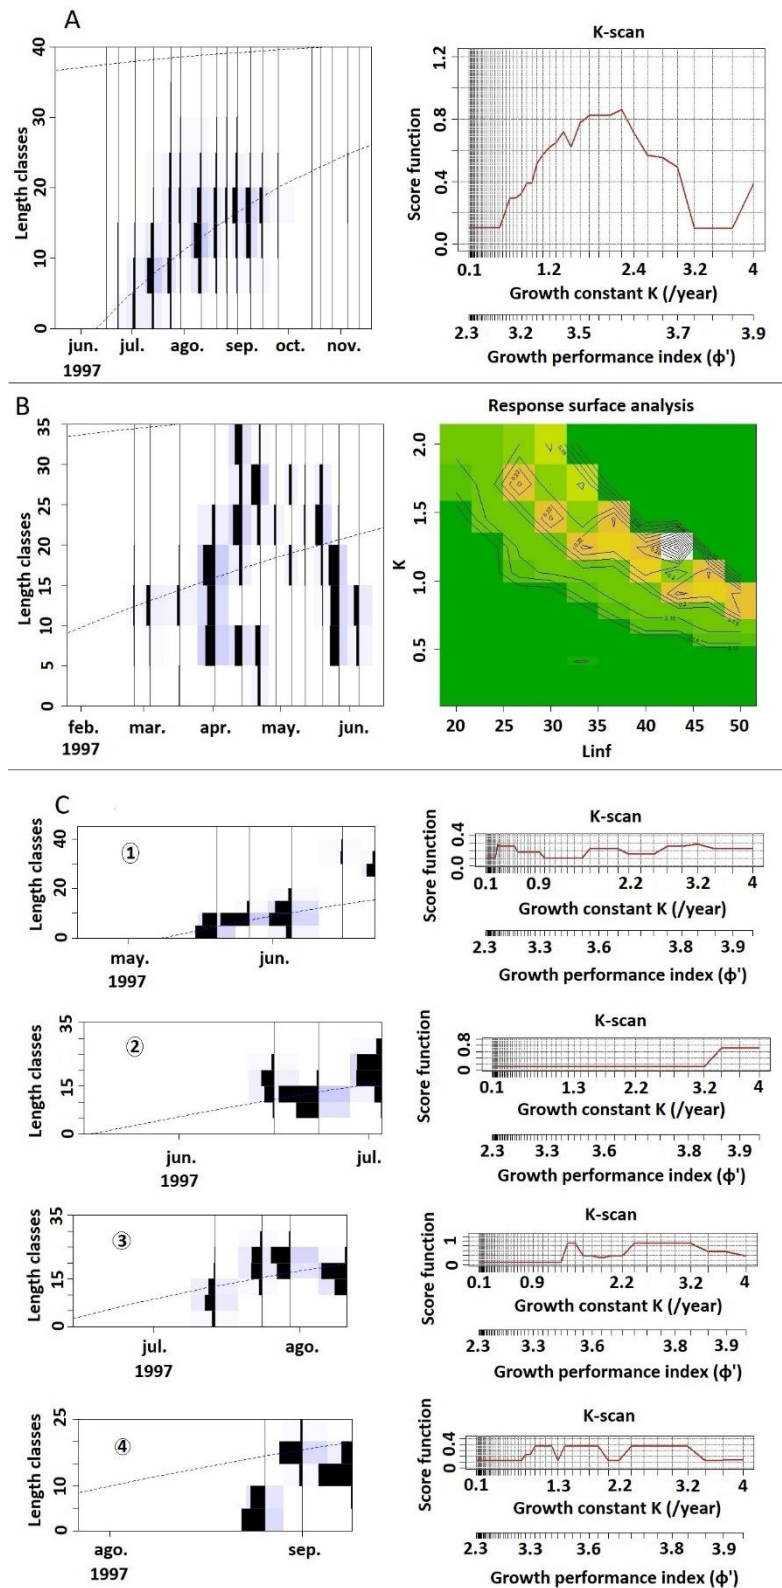 A
Length classes
40
30
20
10
0
jun. jul. ago. sep. oct. nov.
1997
K-scan
Score function
1.2
0.8
0.4
0.0
0.1 1.2 2.4 3.2 4
Growth constant K (/year)
2.3 3.2 3.5 3.7 3.9
Growth performance index (ϕ')
B
Length classes
35
30
25
20
15
10
5
0
feb. mar. apr. may. jun.
1997
Response surface analysis
K
2.0
1.5
1.0
0.5
20 25 30 35 40 45 50
Linf
C
1
Length classes
40
20
0
may. jun.
1997
K-scan
Score function
0.4
0.0
0.1 0.9 2.2 3.2 4
Growth constant K (/year)
2.3 3.3 3.6 3.8 3.9
Growth performance index (ϕ')
2
Length classes
35
15
0
jun. jul.
1997
K-scan
Score function
0.8
0
0.1 1.3 2.2 3.2 4
Growth constant K (/year)
2.3 3.3 3.6 3.8 3.9
Growth performance index (ϕ')
3
Length classes
35
15
0
jul. ago.
1997
K-scan
Score function
1
0
0.1 0.9 2.2 3.2 4
Growth constant K (/year)
2.3 3.3 3.6 3.8 3.9
Growth performance index (ϕ')
4
Length classes
25
10
0
ago. sep.
1997
K-scan
Score function
0.4
0
0.1 1.3 2.2 3.2 4
Growth constant K (/year)
2.3 3.3 3.6 3.8 3.9
Growth performance index (ϕ')